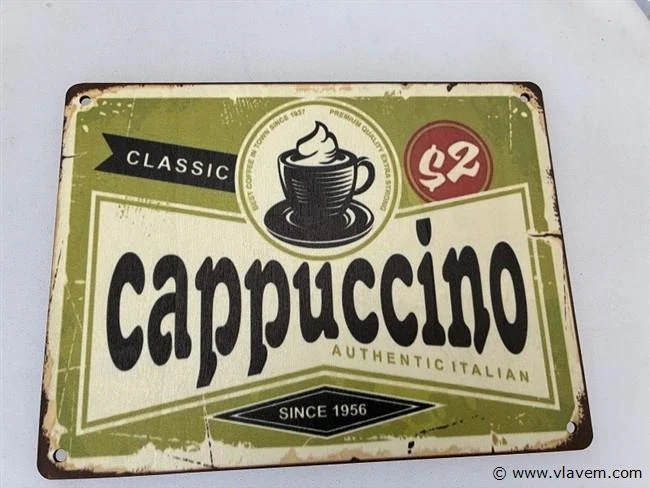 BEST COFFEE IN TOWN SINCE 1937
PREMIUM QUALITY EXTRA STRONG
CLASSIC
$2
cappuccino
AUTHENTIC ITALIAN
SINCE 1956
© www.vlavem.com